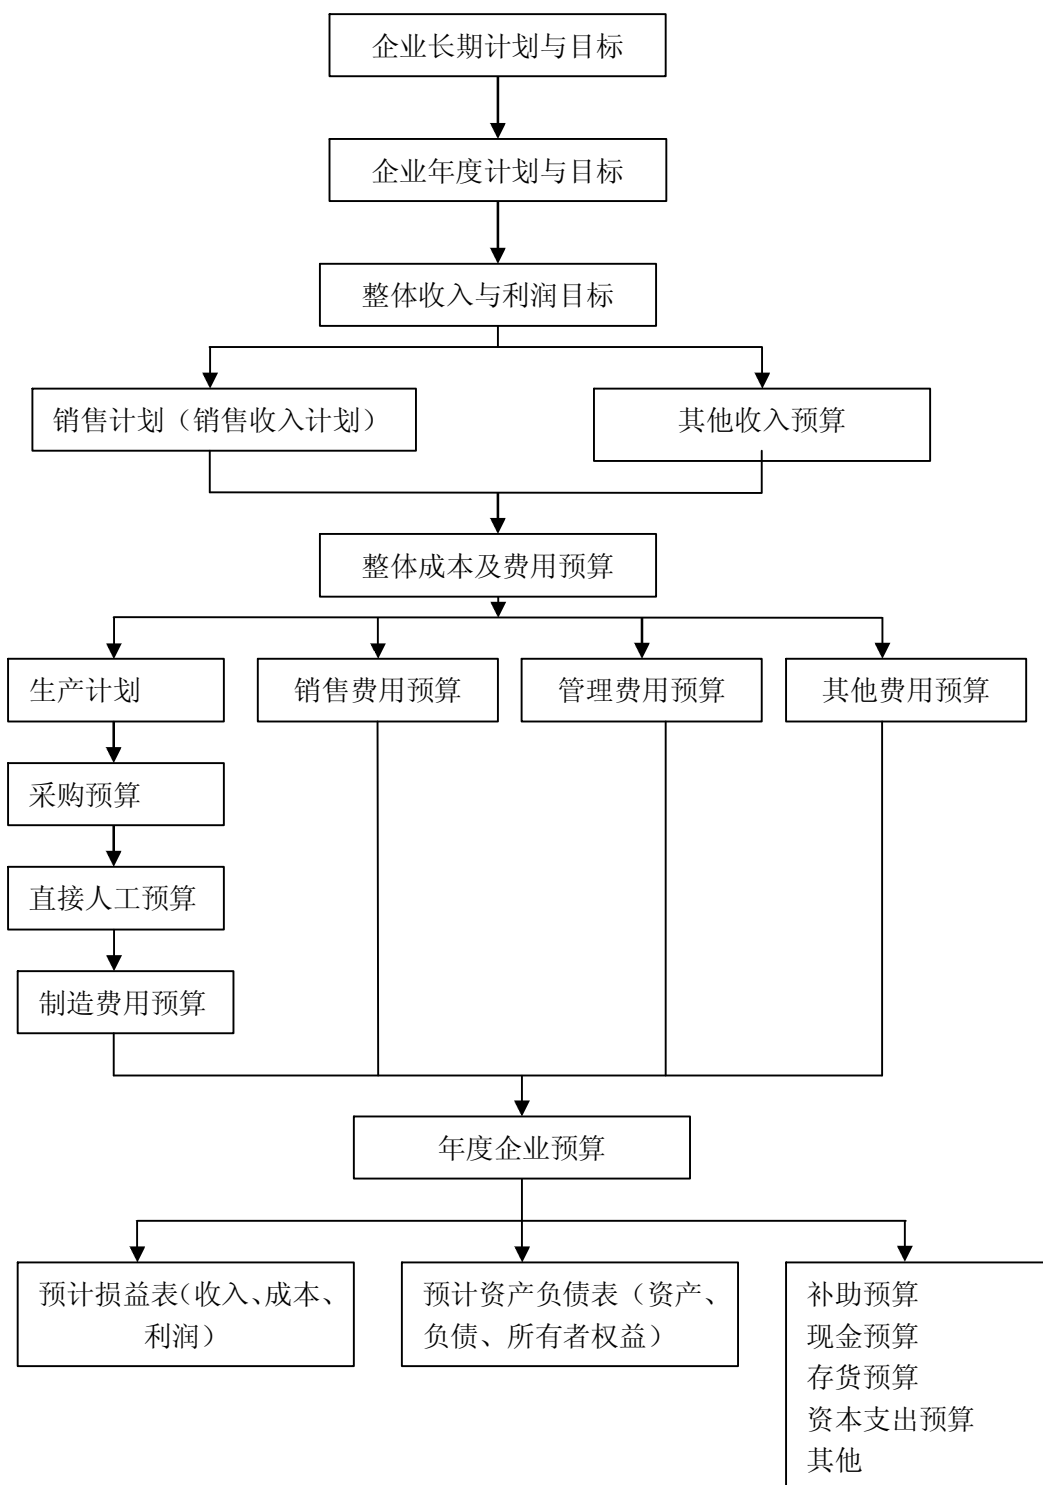 企业长期计划与目标
企业年度计划与目标
整体收入与利润目标
销售计划（销售收入计划）
其他收入预算
整体成本及费用预算
生产计划
销售费用预算
管理费用预算
其他费用预算
采购预算
直接人工预算
制造费用预算
年度企业预算
预计损益表（收入、成本、
利润）
预计资产负债表（资产、
负债、所有者权益）
补助预算
现金预算
存货预算
资本支出预算
其他